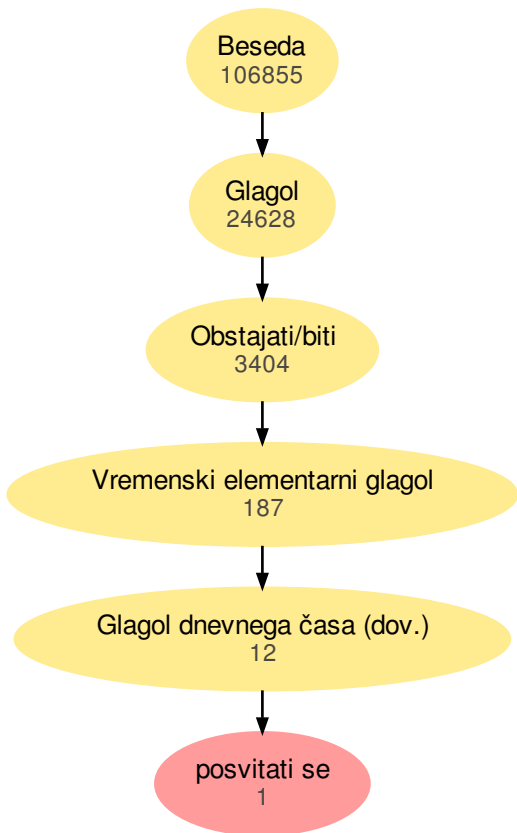 Beseda
106855
Glagol
24628
Obstajati/biti
3404
Vremenski elementarni glagol
187
Glagol dnevnega časa (dov.)
12
posvitati se
1